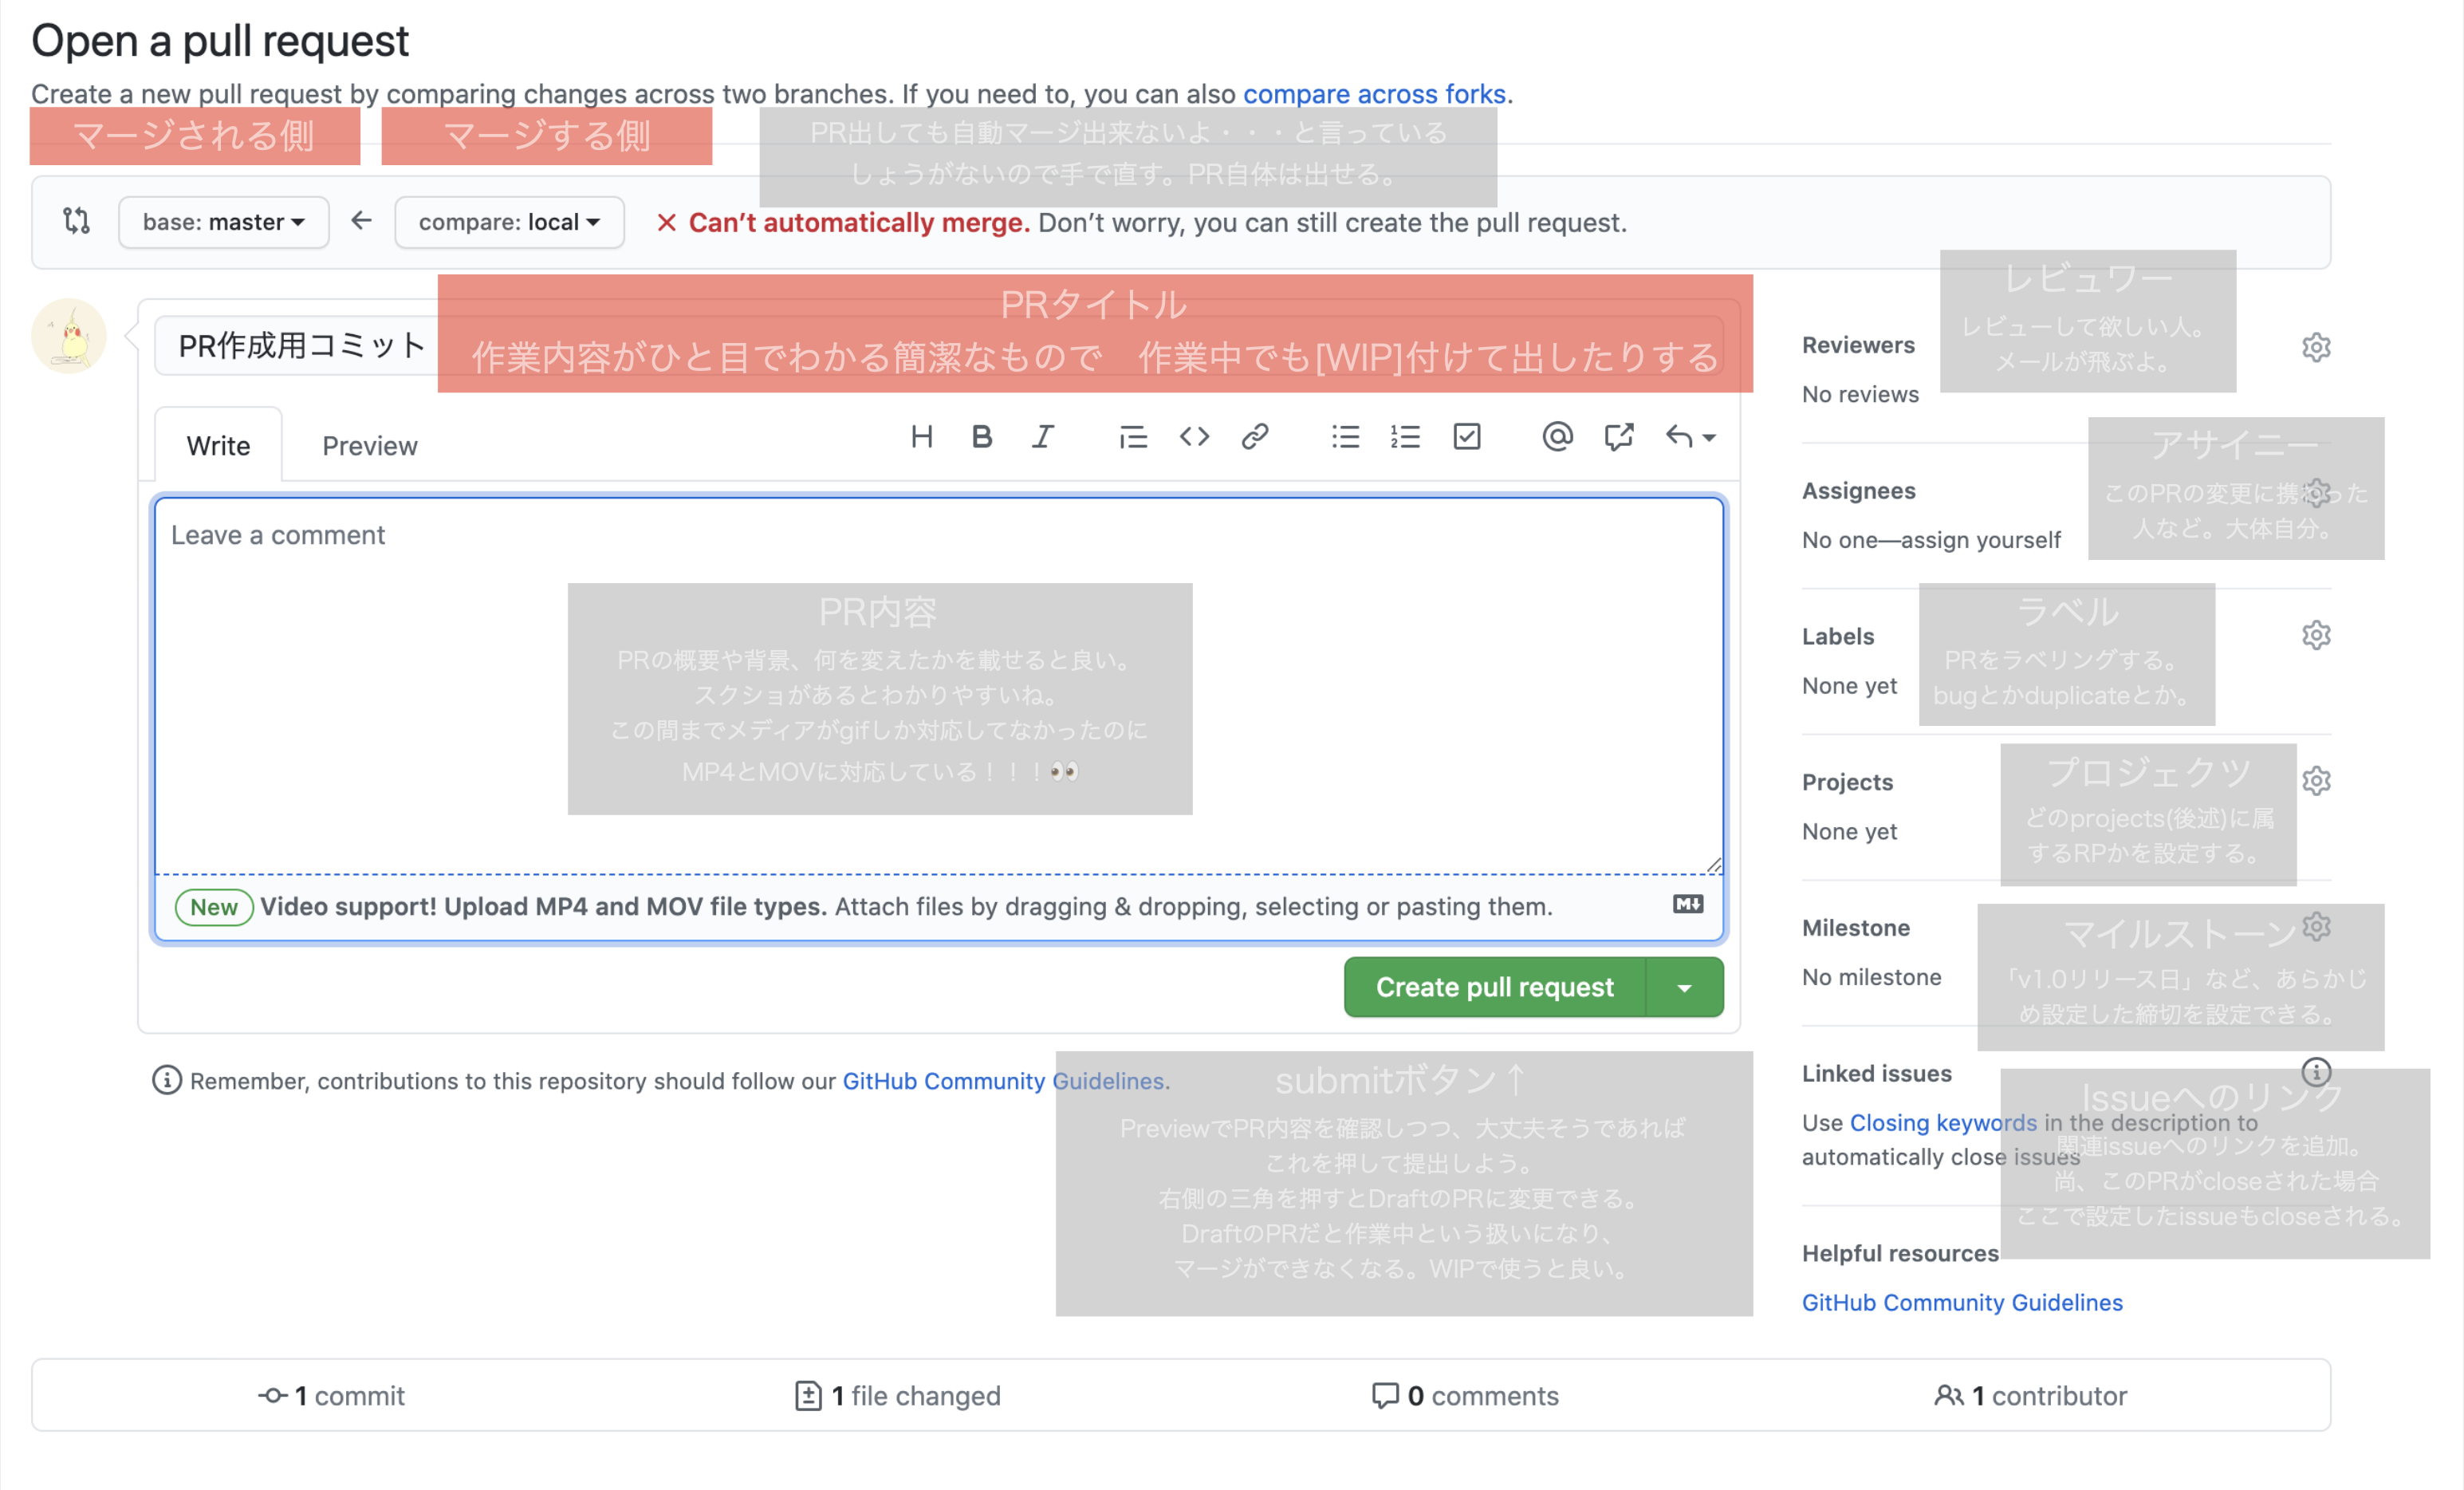 Open a pull request
Create a new pull request by comparing changes across two branches. If you need to, you can also compare across forks.
マージされる側
マージする側
PR出しても自動マージ出来ないよ・・・と言っている
しょうがないので手で直す。PR自体は出せる。
base: master
compare: local
Can’t automatically merge. Don’t worry, you can still create the pull request.
PRタイトル
作業内容がひと目でわかる簡潔なもので　作業中でも[WIP]付けて出したりする
PR作成用コミット
Write
Preview
Leave a comment
PR内容
PRの概要や背景、何を変えたかを載せると良い。
スクショがあるとわかりやすいね。
この間までメディアがgifしか対応してなかったのに
MP4とMOVに対応している！！！👀
New Video support! Upload MP4 and MOV file types. Attach files by dragging & dropping, selecting or pasting them.
Create pull request
Remember, contributions to this repository should follow our GitHub Community Guidelines.
submitボタン↑
PreviewでPR内容を確認しつつ、大丈夫そうであれば
これを押して提出しよう。
右側の三角を押すとDraftのPRに変更できる。
DraftのPRだと作業中という扱いになり、
マージができなくなる。WIPで使うと良い。
Reviewers
No reviews
レビュワー
レビューして欲しい人。
メールが飛ぶよ。
Assignees
No one—assign yourself
アサイニー
このPRの変更に携わった
人など。大体自分。
Labels
None yet
ラベル
PRをラベリングする。
bugとかduplicateとか。
Projects
None yet
プロジェクツ
どのprojects(後述)に属
するRPかを設定する。
Milestone
No milestone
マイルストーン
「v1.0リリース日」など、あらかじ
め設定した締切を設定できる。
Linked issues
Use Closing keywords in the description to
automatically close issues
Issueへのリンク
関連issueへのリンクを追加。
尚、このPRがcloseされた場合
ここで設定したissueもcloseされる。
Helpful resources
GitHub Community Guidelines
1 commit
1 file changed
0 comments
1 contributor